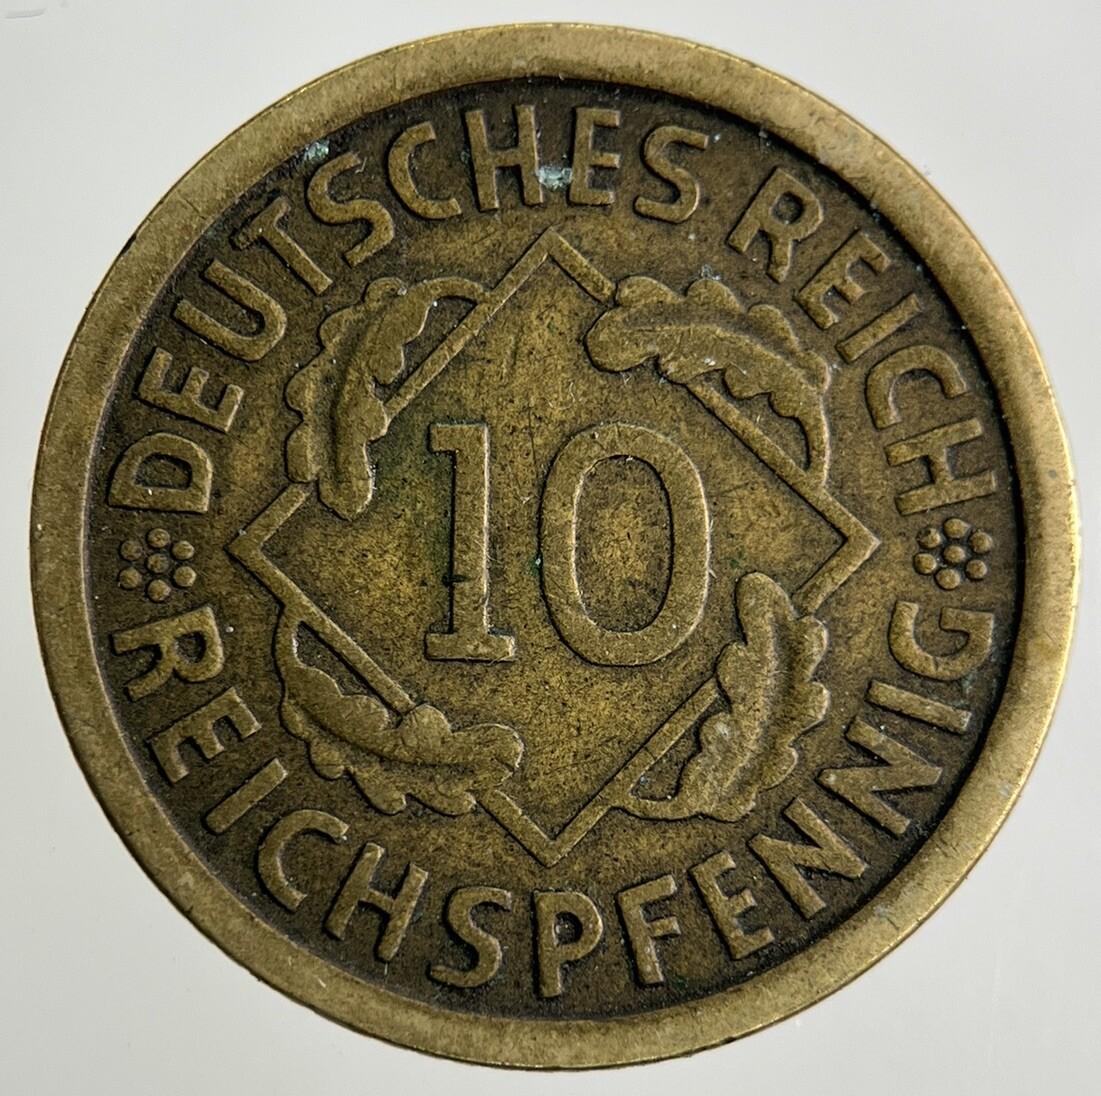 DEUTSCHES REICH
10
REICHSPFENNIG